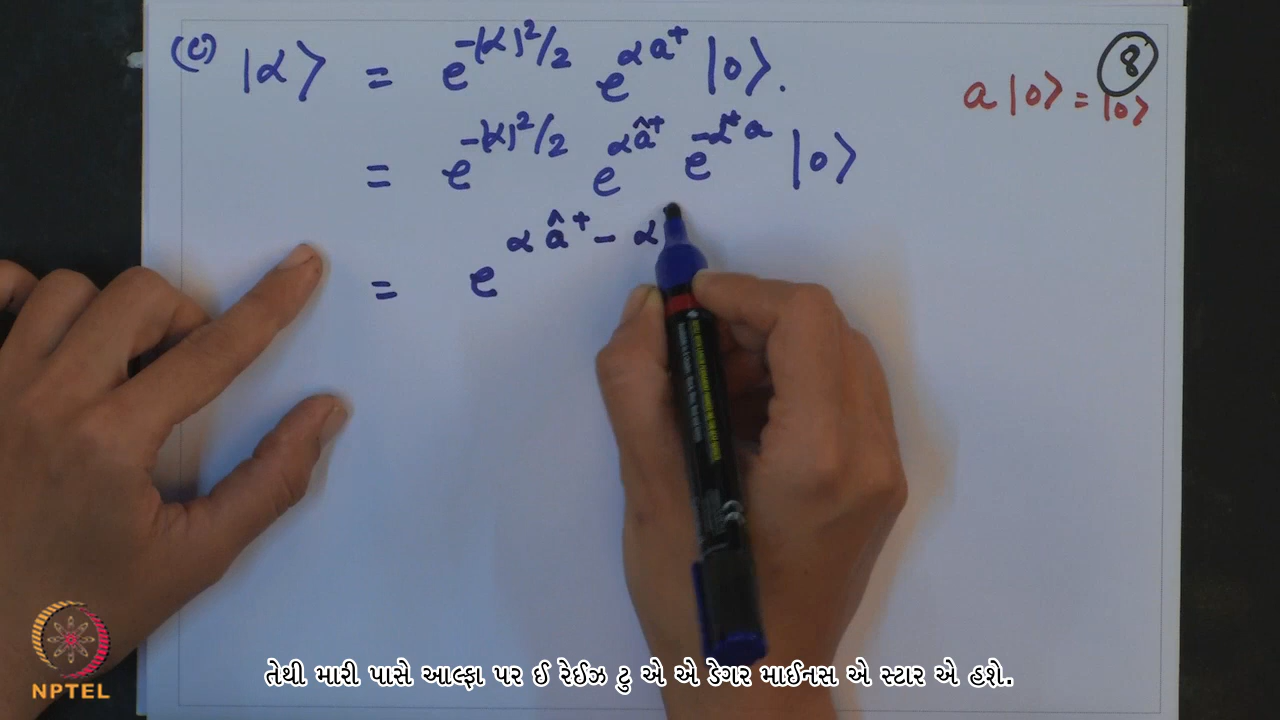 (c) |α⟩ = e^{-|α|²/2} e^{αa†} |0⟩.
⑧
a|0⟩ = |0⟩
= e^{-|α|²/2} e^{αâ†} e^{-α*a} |0⟩
= e^{αâ† - α
તેથી મારી પાસે આલ્ફા પર ઈ રેઈઝ ટુ એ એ ડેગર માઈનસ એ સ્ટાર એ હશે.
NPTEL